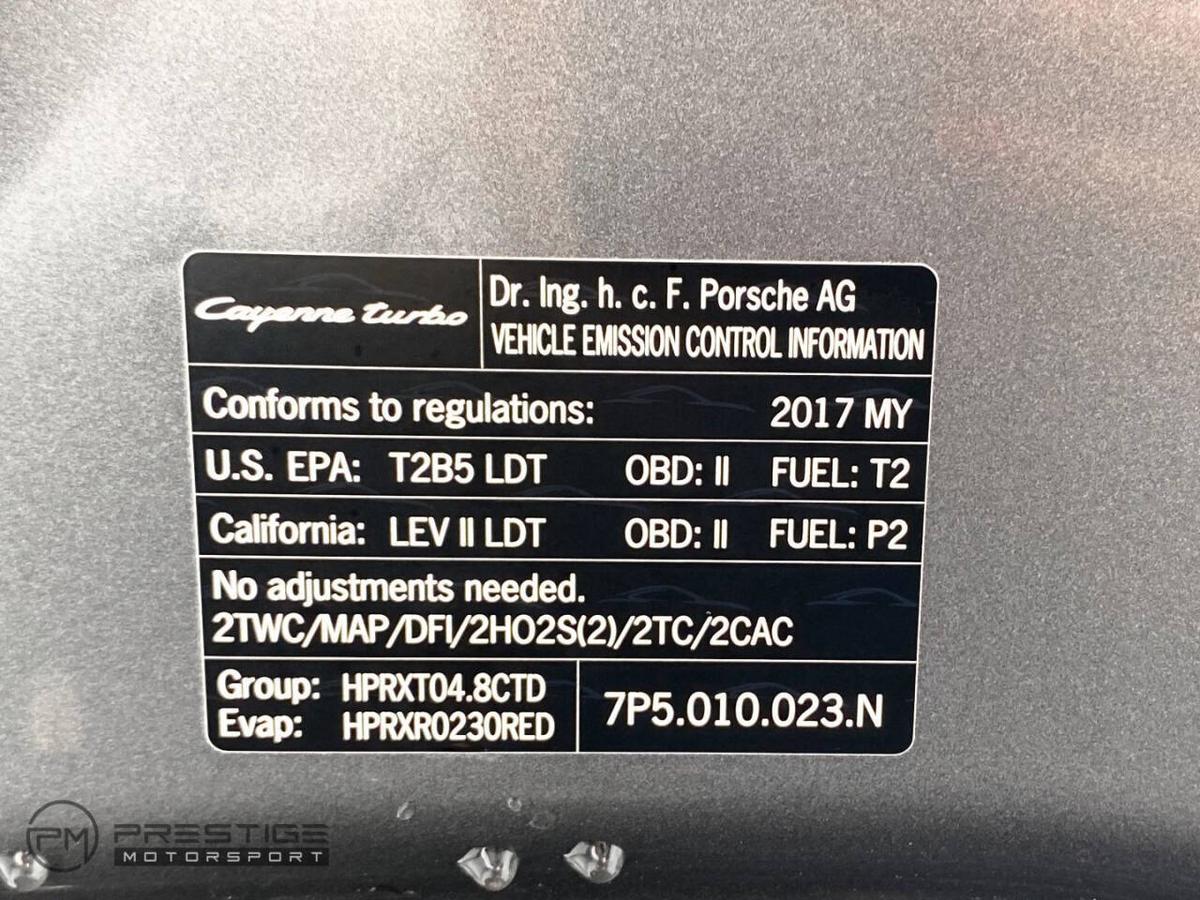 Cayenne turbo
Dr. Ing. h. c. F. Porsche AG
VEHICLE EMISSION CONTROL INFORMATION
Conforms to regulations: 2017 MY
U.S. EPA: T2B5 LDT OBD: II FUEL: T2
California: LEV II LDT OBD: II FUEL: P2
No adjustments needed.
2TWC/MAP/DFI/2HO2S(2)/2TC/2CAC
Group: HPRXT04.8CTD
Evap: HPRXR0230RED
7P5.010.023.N
PM PRESTIGE
MOTORSPORT